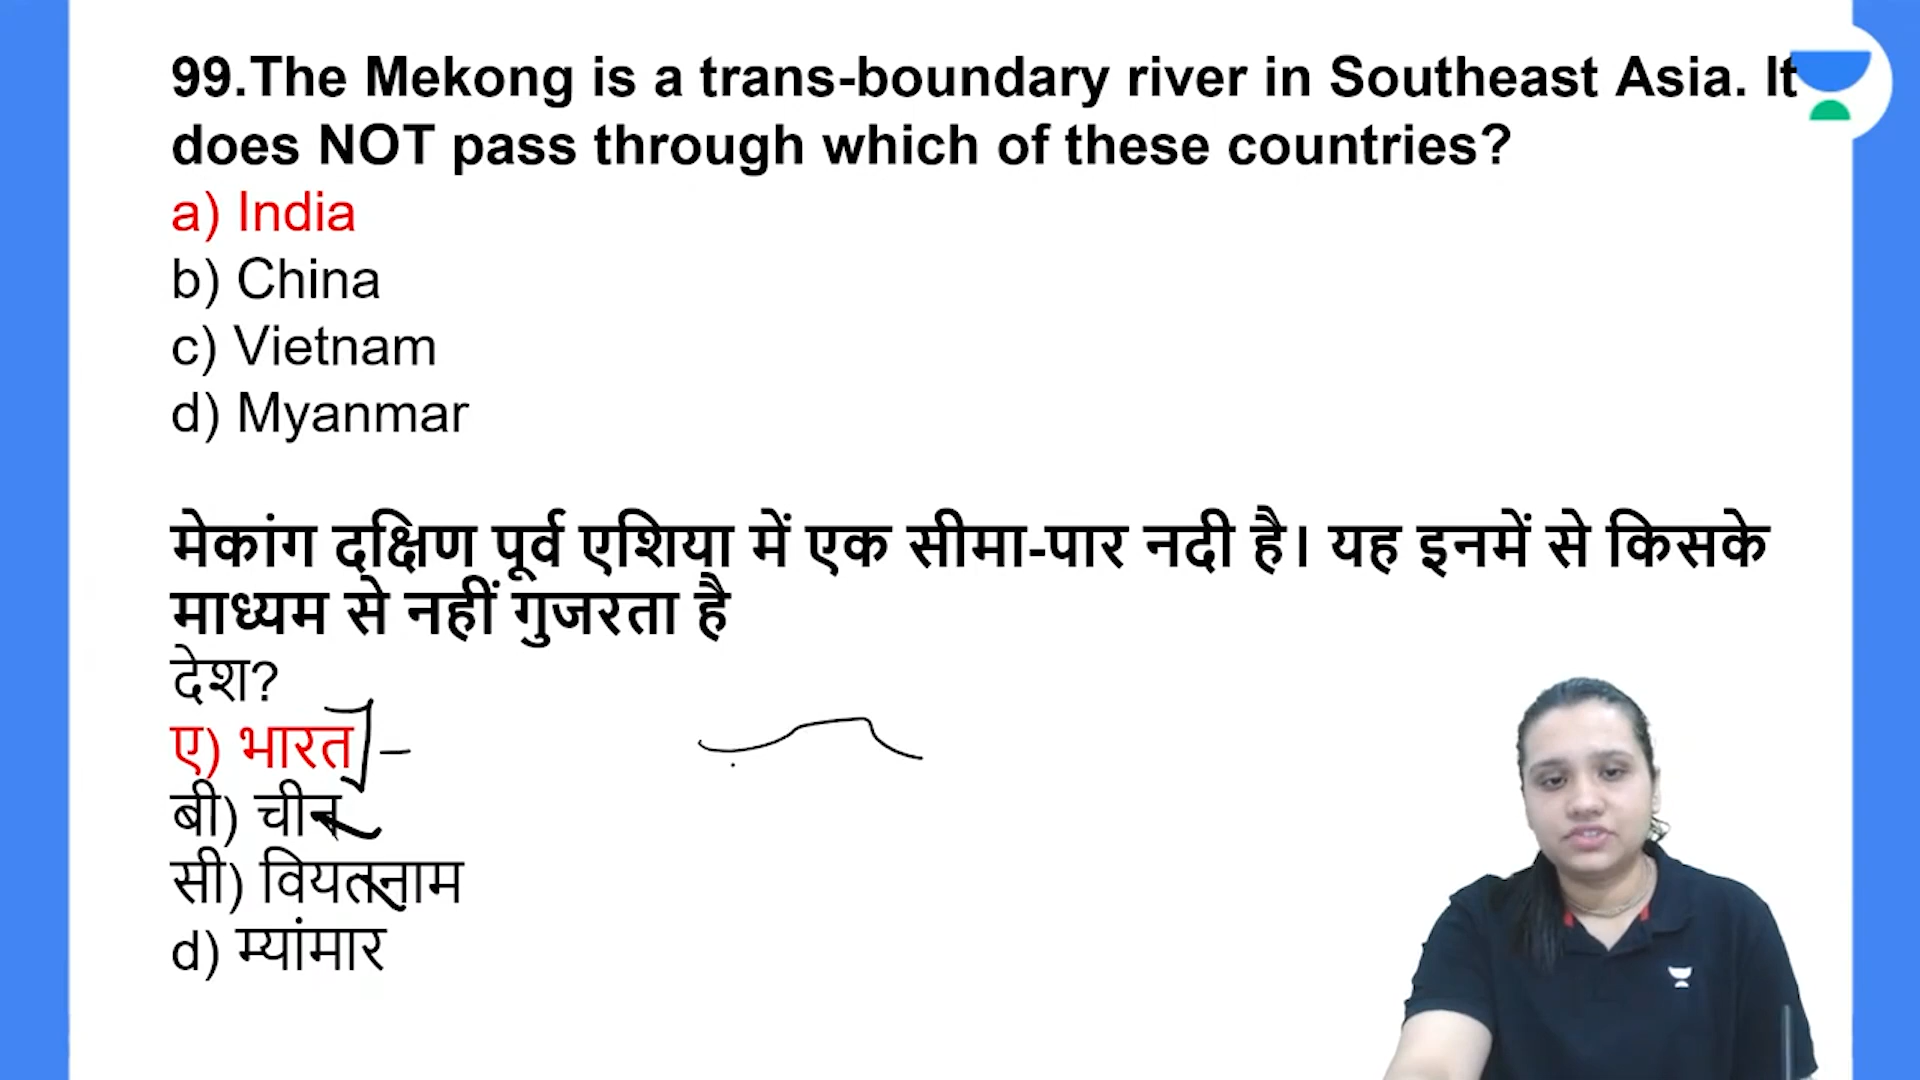 99.The Mekong is a trans-boundary river in Southeast Asia. It
does NOT pass through which of these countries?
a) India
b) China
c) Vietnam
d) Myanmar
मेकांग दक्षिण पूर्व एशिया में एक सीमा-पार नदी है। यह इनमें से किसके
माध्यम से नहीं गुजरता है
देश?
ए) भारत
बी) चीन
सी) वियतनाम
d) म्यांमार